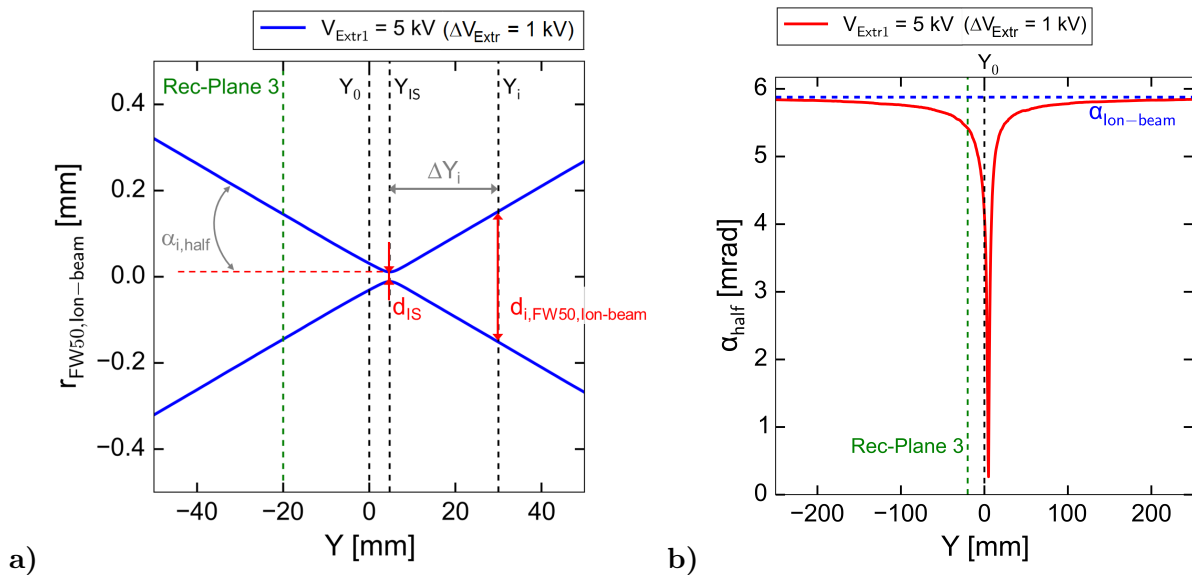 V_Extr1 = 5 kV (ΔV_Extr = 1 kV)
Rec-Plane 3
Y_0
Y_IS
Y_i
0.4
0.2
0.0
−0.2
−0.4
r_FW50,Ion−beam [mm]
ΔY_i
α_i,half
d_IS
d_i,FW50,Ion-beam
−40
−20
0
20
40
Y [mm]
a)
V_Extr1 = 5 kV (ΔV_Extr = 1 kV)
Y_0
6
5
4
3
2
1
0
α_half [mrad]
α_Ion−beam
Rec-Plane 3
−200
−100
0
100
200
Y [mm]
b)